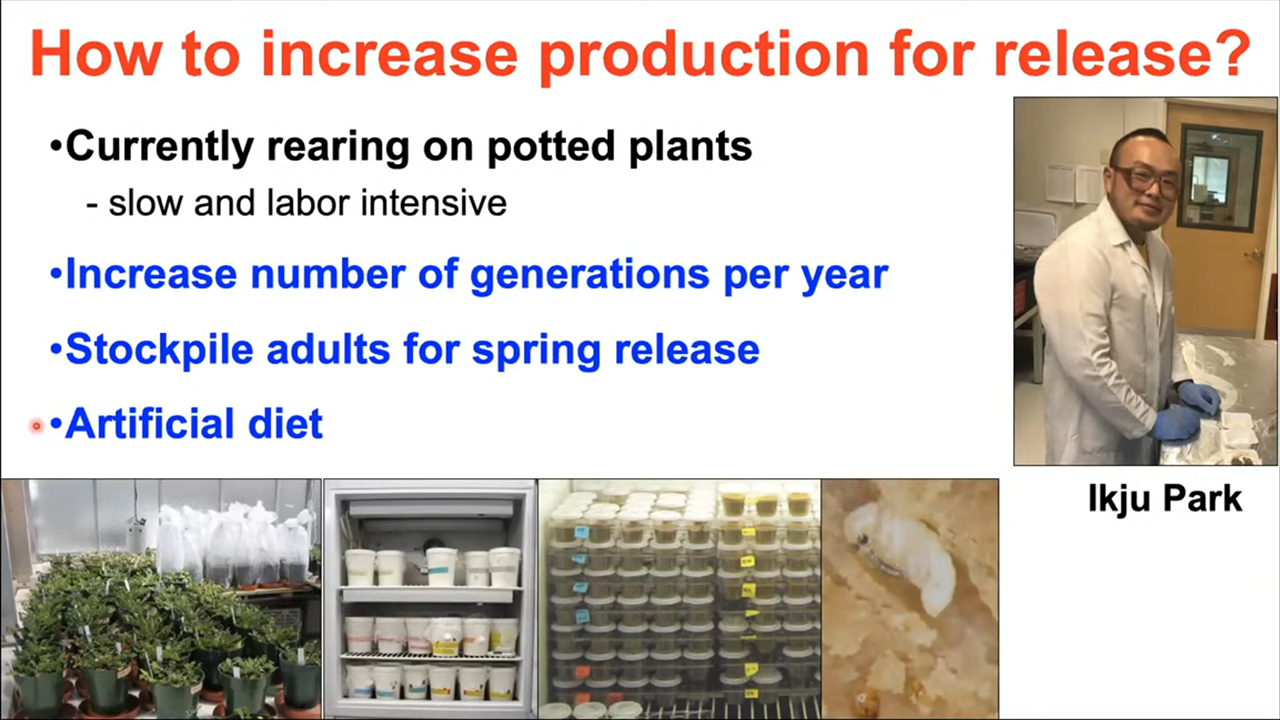 How to increase production for release?
•Currently rearing on potted plants
- slow and labor intensive
•Increase number of generations per year
•Stockpile adults for spring release
•Artificial diet
Ikju Park